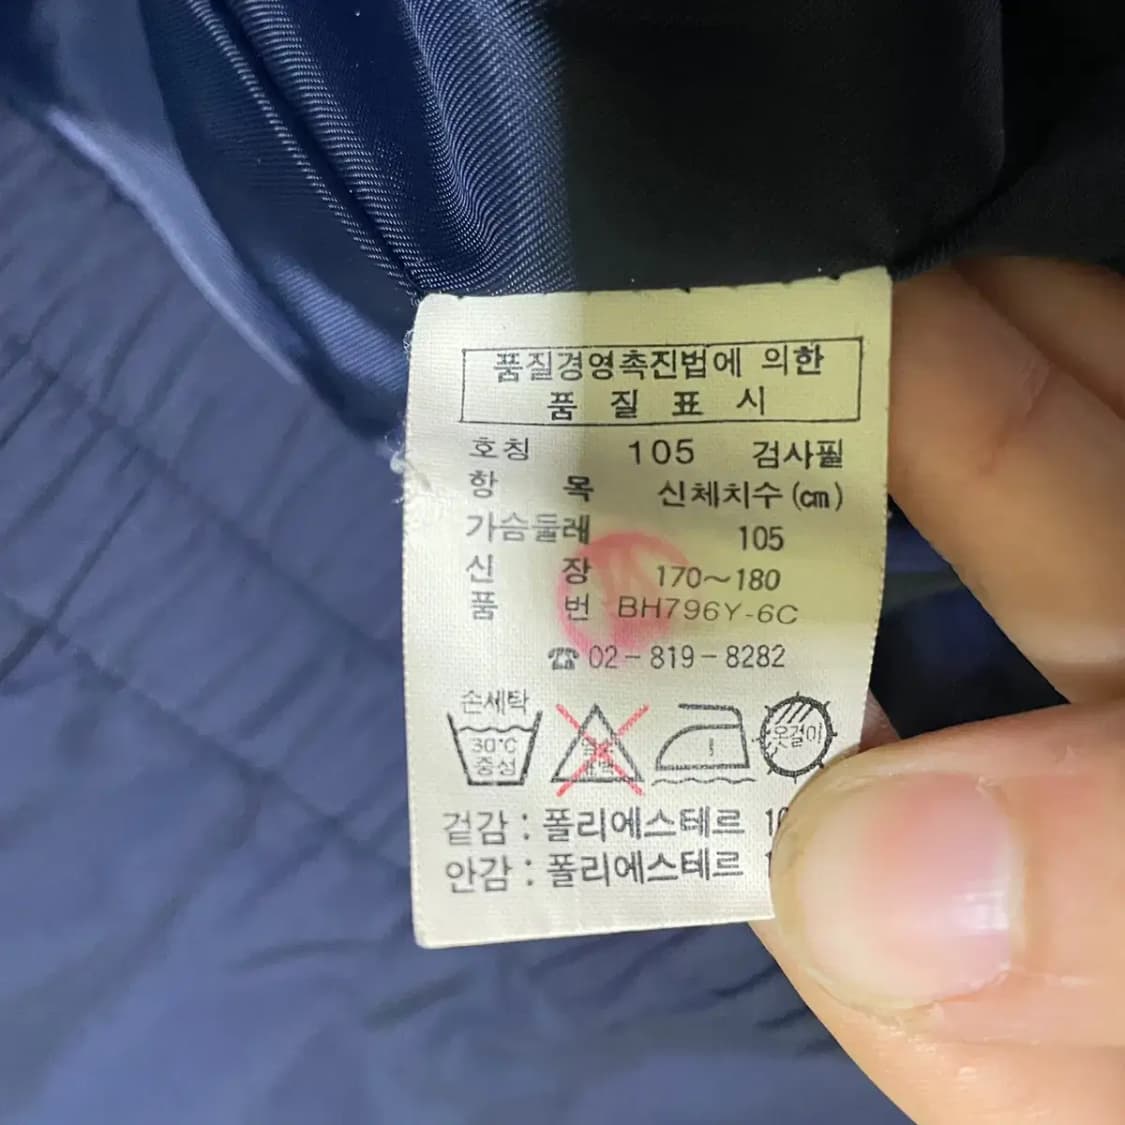 품질경영촉진법에 의한
품 질 표 시
호칭 105 검사필
항 목 신체치수(㎝)
가슴둘레 105
신 장 170~180
품 번 BH796Y-6C
☎ 02-819-8282
손세탁
30℃
중성
옷걸이
겉감 : 폴리에스테르
안감 : 폴리에스테르